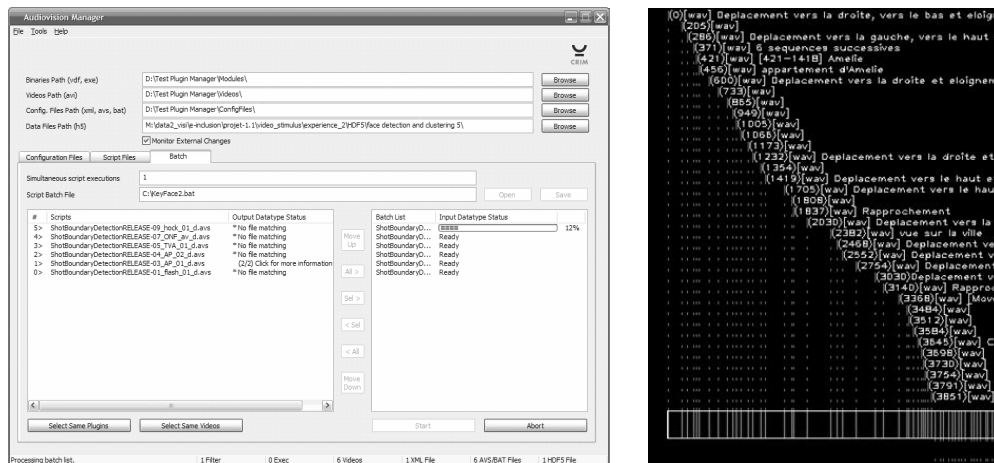 Audiovision Manager
File Tools Help
CRIM
Binaries Path (vdf, exe) D:\Test Plugin Manager\Modules\ Browse
Videos Path (avi) D:\Test Plugin Manager\Videos\ Browse
Config. Files Path (xml, avs, bat) D:\Test Plugin Manager\ConfigFiles\ Browse
Data Files Path (h5) M:\data2_visi\e-inclusion\projet-1.1\video_stimulus\experience_2\HDF5\face detection and clustering 5\ Browse
Monitor External Changes
Configuration Files Script Files Batch
Simultaneous script executions 1
Script Batch File C:\KeyFace2.bat Open Save
# Scripts Output Datatype Status Batch List Input Datatype Status
5> ShotBoundaryDetectionRELEASE-09_hock_01_d.avs * No file matching ShotBoundaryD... 12%
4> ShotBoundaryDetectionRELEASE-07_ONF_av_d.avs * No file matching ShotBoundaryD... Ready
3> ShotBoundaryDetectionRELEASE-05_TVA_01_d.avs * No file matching ShotBoundaryD... Ready
2> ShotBoundaryDetectionRELEASE-04_AP_02_d.avs * No file matching ShotBoundaryD... Ready
1> ShotBoundaryDetectionRELEASE-03_AP_01_d.avs (2/2) Click for more information ShotBoundaryD... Ready
0> ShotBoundaryDetectionRELEASE-01_flash_01_d.avs * No file matching ShotBoundaryD... Ready
Move Up
All >
Sel >
< Sel
< All
Move Down
Select Same Plugins Select Same Videos Start Abort
Processing batch list. 1 Filter 0 Exec 6 Videos 1 XML File 6 AVS/BAT Files 1 HDF5 File
(0)[wav] Deplacement vers la droite, vers le bas et eloign
(205)[wav]
(286)[wav] Deplacement vers la gauche, vers le haut
(371)[wav] 6 sequences successives
(421)[wav] [421-1418] Amelie
(456)[wav] appartement d'Amelie
(600)[wav] Deplacement vers la droite et eloignem
(733)[wav]
(865)[wav]
(949)[wav]
(1005)[wav]
(1066)[wav]
(1173)[wav]
(1232)[wav] Deplacement vers la droite et
(1354)[wav]
(1419)[wav] Deplacement vers le haut e
(1705)[wav] Deplacement vers le hau
(1808)[wav]
(1837)[wav] Rapprochement
(2030)[wav] Deplacement vers la
(2382)[wav] vue sur la ville
(2468)[wav] Deplacement ve
(2552)[wav] Deplacement v
(2754)[wav] Deplacement
(3030)Deplacement v
(3140)[wav] Rapproc
(3368)[wav] [Mov
(3484)[wav]
(3512)[wav]
(3584)[wav]
(3645)[wav] C
(3698)[wav]
(3730)[wav]
(3754)[wav]
(3791)[wav]
(3851)[wav]